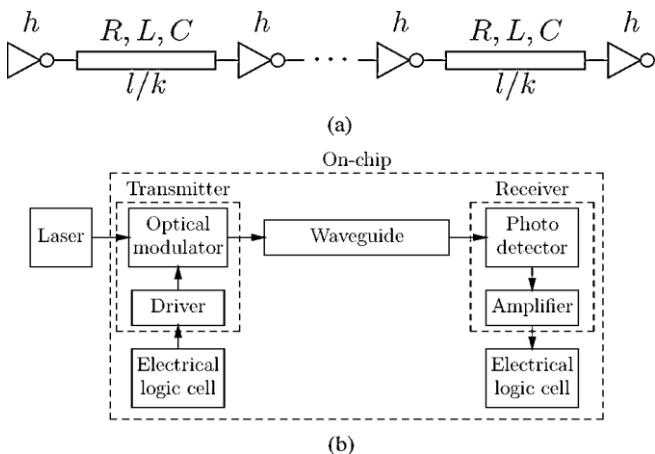 h R, L, C h h R, L, C h
l/k l/k
(a)
On-chip
Transmitter Receiver
Laser
Optical
modulator
Waveguide
Photo
detector
Driver
Amplifier
Electrical
logic cell
Electrical
logic cell
(b)